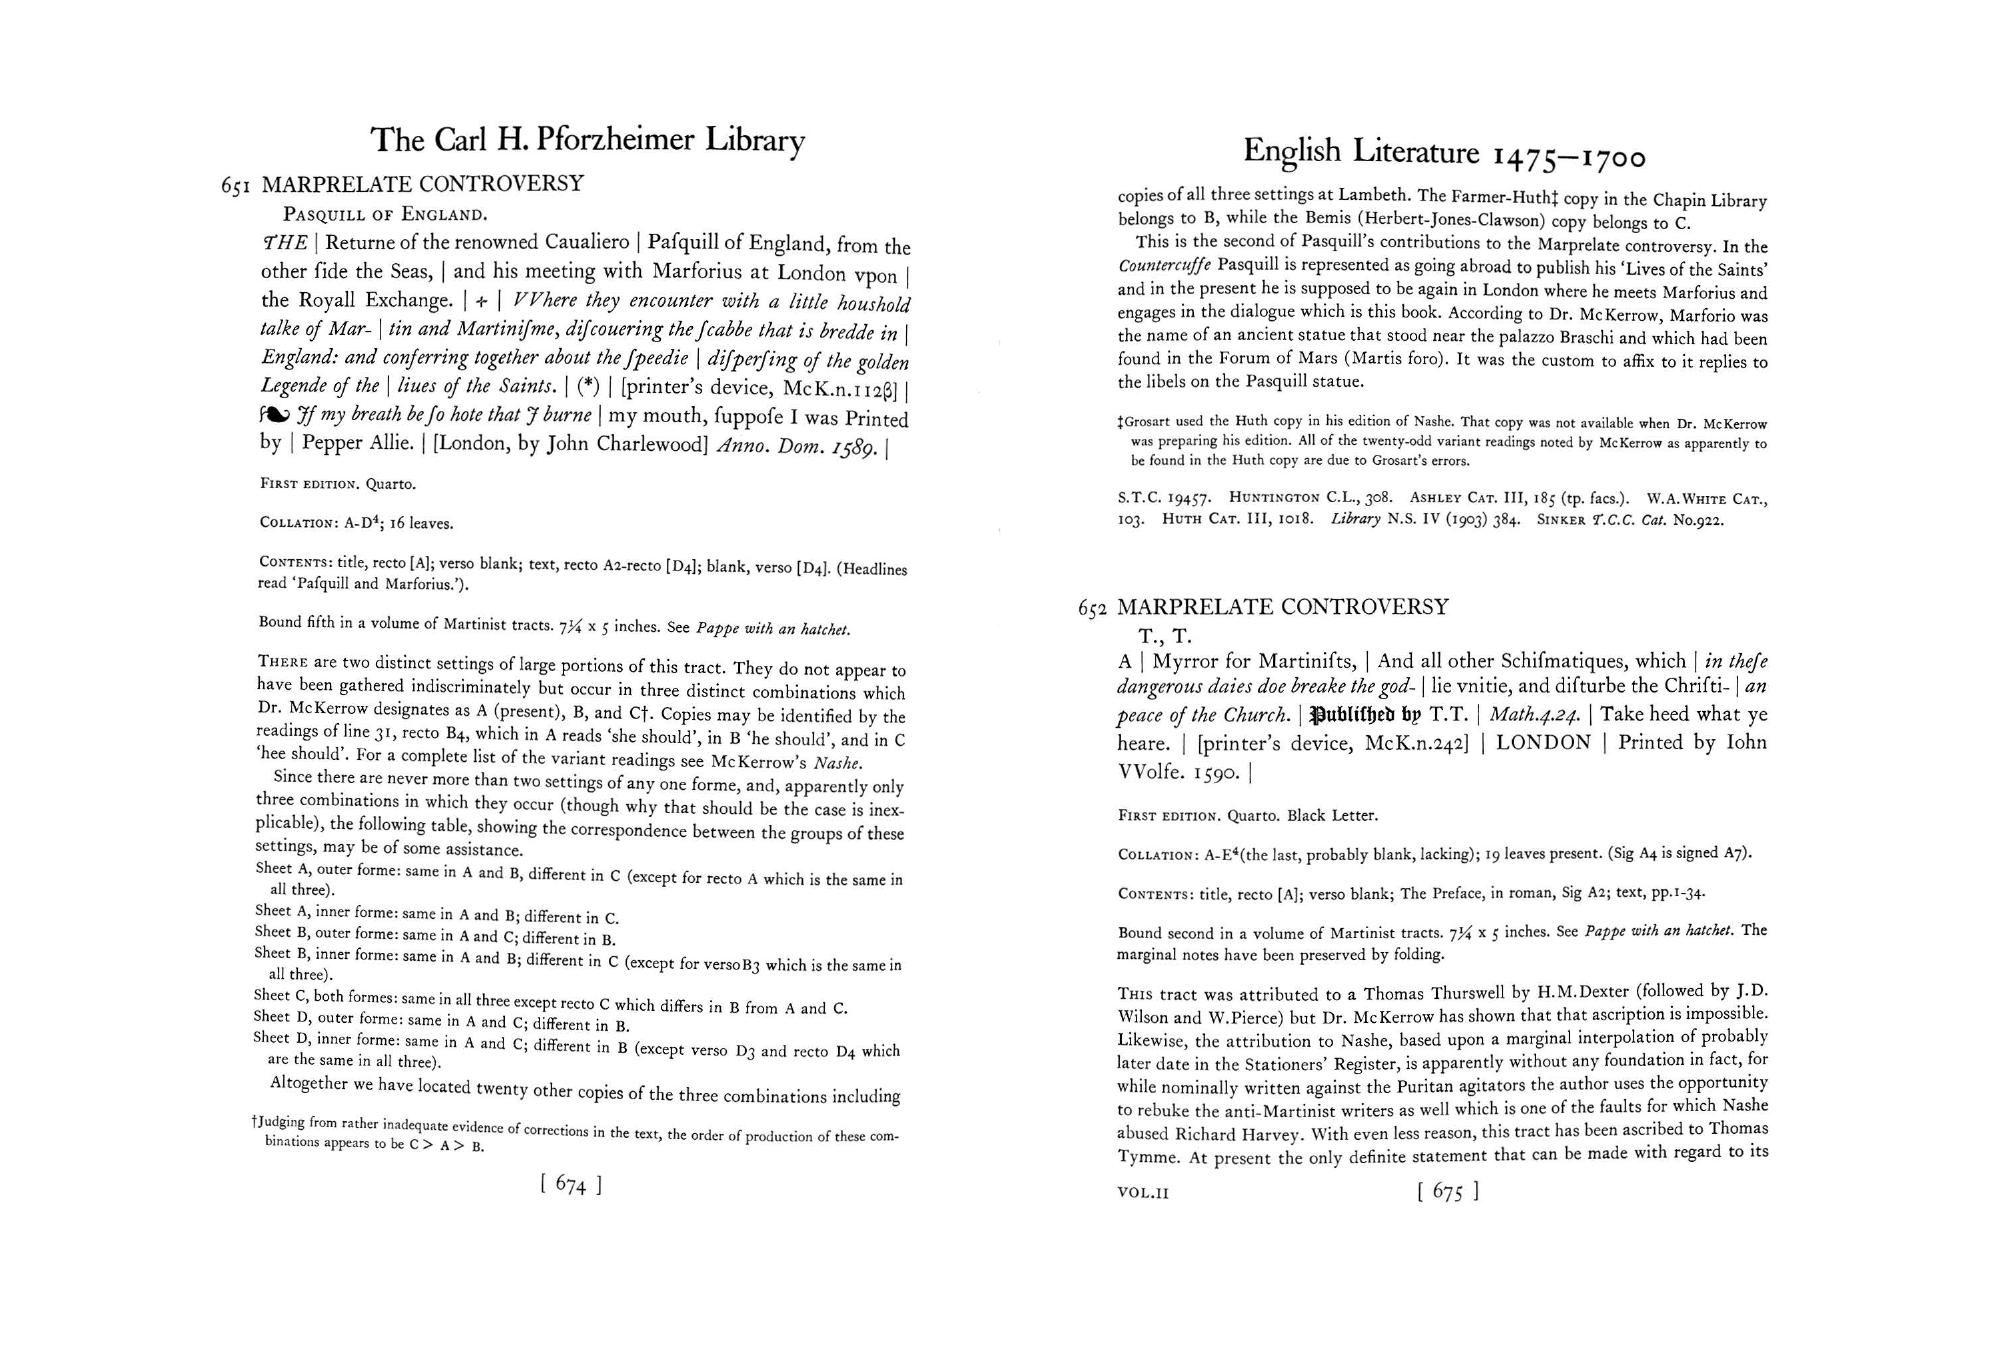 The Carl H. Pforzheimer Library
651 MARPRELATE CONTROVERSY
PASQUILL OF ENGLAND.
THE | Returne of the renowned Caualiero | Paſquill of England, from the
other ſide the Seas, | and his meeting with Marforius at London vpon |
the Royall Exchange. | ∻ | VVhere they encounter with a little houshold
talke of Mar- | tin and Martiniſme, diſcouering the ſcabbe that is bredde in |
England: and conferring together about the ſpeedie | diſperſing of the golden
Legende of the | liues of the Saints. | (*) | [printer's device, McK.n.112β] |
☙ If my breath be ſo hote that I burne | my mouth, ſuppoſe I was Printed
by | Pepper Allie. | [London, by John Charlewood] Anno. Dom. 1589. |
FIRST EDITION. Quarto.
COLLATION: A-D⁴; 16 leaves.
CONTENTS: title, recto [A]; verso blank; text, recto A2-recto [D4]; blank, verso [D4]. (Headlines
read ‘Paſquill and Marforius.’).
Bound fifth in a volume of Martinist tracts. 7¼ x 5 inches. See Pappe with an hatchet.
THERE are two distinct settings of large portions of this tract. They do not appear to
have been gathered indiscriminately but occur in three distinct combinations which
Dr. McKerrow designates as A (present), B, and C†. Copies may be identified by the
readings of line 31, recto B4, which in A reads ‘she should’, in B ‘he should’, and in C
‘hee should’. For a complete list of the variant readings see McKerrow's Nashe.
Since there are never more than two settings of any one forme, and, apparently only
three combinations in which they occur (though why that should be the case is inex-
plicable), the following table, showing the correspondence between the groups of these
settings, may be of some assistance.
Sheet A, outer forme: same in A and B, different in C (except for recto A which is the same in
all three).
Sheet A, inner forme: same in A and B; different in C.
Sheet B, outer forme: same in A and C; different in B.
Sheet B, inner forme: same in A and B; different in C (except for verso B3 which is the same in
all three).
Sheet C, both formes: same in all three except recto C which differs in B from A and C.
Sheet D, outer forme: same in A and C; different in B.
Sheet D, inner forme: same in A and C; different in B (except verso D3 and recto D4 which
are the same in all three).
Altogether we have located twenty other copies of the three combinations including
†Judging from rather inadequate evidence of corrections in the text, the order of production of these com-
binations appears to be C > A > B.
[ 674 ]
English Literature 1475–1700
copies of all three settings at Lambeth. The Farmer-Huth‡ copy in the Chapin Library
belongs to B, while the Bemis (Herbert-Jones-Clawson) copy belongs to C.
This is the second of Pasquill's contributions to the Marprelate controversy. In the
Countercuffe Pasquill is represented as going abroad to publish his ‘Lives of the Saints’
and in the present he is supposed to be again in London where he meets Marforius and
engages in the dialogue which is this book. According to Dr. McKerrow, Marforio was
the name of an ancient statue that stood near the palazzo Braschi and which had been
found in the Forum of Mars (Martis foro). It was the custom to affix to it replies to
the libels on the Pasquill statue.
‡Grosart used the Huth copy in his edition of Nashe. That copy was not available when Dr. McKerrow
was preparing his edition. All of the twenty-odd variant readings noted by McKerrow as apparently to
be found in the Huth copy are due to Grosart's errors.
S.T.C. 19457. HUNTINGTON C.L., 308. ASHLEY CAT. III, 185 (tp. facs.). W.A.WHITE CAT.,
103. HUTH CAT. III, 1018. Library N.S. IV (1903) 384. SINKER T.C.C. Cat. No.922.
652 MARPRELATE CONTROVERSY
T., T.
A | Myrror for Martiniſts, | And all other Schiſmatiques, which | in theſe
dangerous daies doe breake the god- | lie vnitie, and diſturbe the Chriſti- | an
peace of the Church. | Publiſhed by T.T. | Math.4.24. | Take heed what ye
heare. | [printer's device, McK.n.242] | LONDON | Printed by Iohn
VVolfe. 1590. |
FIRST EDITION. Quarto. Black Letter.
COLLATION: A-E⁴(the last, probably blank, lacking); 19 leaves present. (Sig A4 is signed A7).
CONTENTS: title, recto [A]; verso blank; The Preface, in roman, Sig A2; text, pp.1-34.
Bound second in a volume of Martinist tracts. 7¼ x 5 inches. See Pappe with an hatchet. The
marginal notes have been preserved by folding.
THIS tract was attributed to a Thomas Thurswell by H.M.Dexter (followed by J.D.
Wilson and W.Pierce) but Dr. McKerrow has shown that that ascription is impossible.
Likewise, the attribution to Nashe, based upon a marginal interpolation of probably
later date in the Stationers' Register, is apparently without any foundation in fact, for
while nominally written against the Puritan agitators the author uses the opportunity
to rebuke the anti-Martinist writers as well which is one of the faults for which Nashe
abused Richard Harvey. With even less reason, this tract has been ascribed to Thomas
Tymme. At present the only definite statement that can be made with regard to its
VOL.II
[ 675 ]